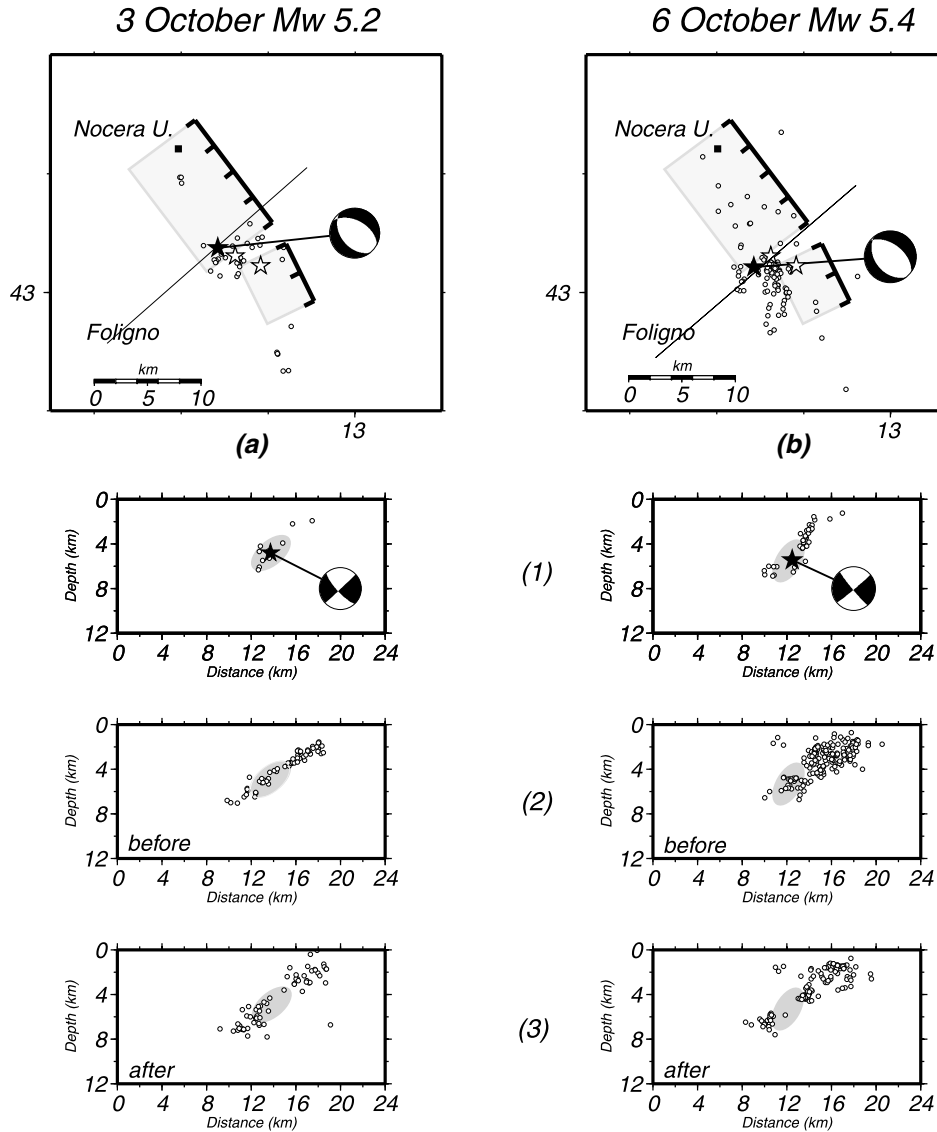 3 October Mw 5.2
6 October Mw 5.4
Nocera U.
Nocera U.
43
43
Foligno
Foligno
km
km
0 5 10
0 5 10
13
13
(a)
(b)
0
4
8
12
Depth (km)
0 4 8 12 16 20 24
Distance (km)
(1)
0
4
8
12
Depth (km)
0 4 8 12 16 20 24
Distance (km)
0
4
8
12
Depth (km)
before
0 4 8 12 16 20 24
Distance (km)
(2)
0
4
8
12
Depth (km)
before
0 4 8 12 16 20 24
Distance (km)
0
4
8
12
Depth (km)
after
0 4 8 12 16 20 24
Distance (km)
(3)
0
4
8
12
Depth (km)
after
0 4 8 12 16 20 24
Distance (km)